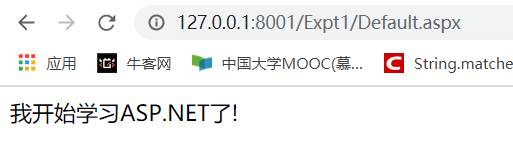 127.0.0.1:8001/Expt1/Default.aspx
应用 牛客网 中国大学MOOC(慕... String.matche
我开始学习ASP.NET了!